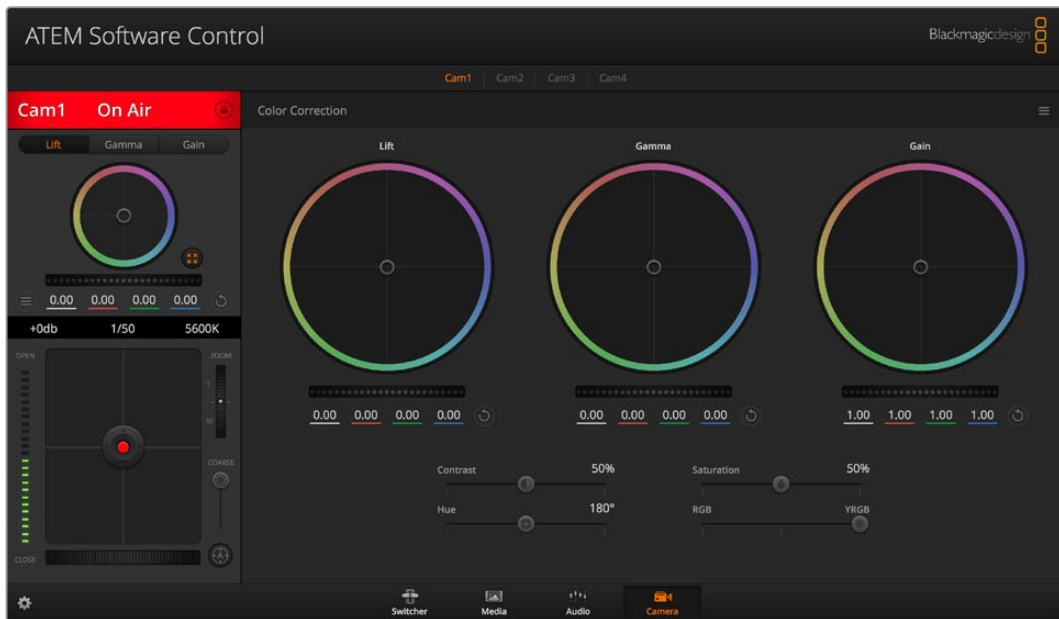 ATEM Software Control
Blackmagicdesign
Cam1 Cam2 Cam3 Cam4
Cam1 On Air
Color Correction
Lift Gamma Gain
0.00 0.00 0.00 0.00
+0db 1/50 5600K
OPEN
ZOOM
T
W
COARSE
A
CLOSE
Lift Gamma Gain
0.00 0.00 0.00 0.00 0.00 0.00 0.00 0.00 1.00 1.00 1.00 1.00
Contrast 50% Saturation 50%
Hue 180° RGB YRGB
Switcher Media Audio Camera